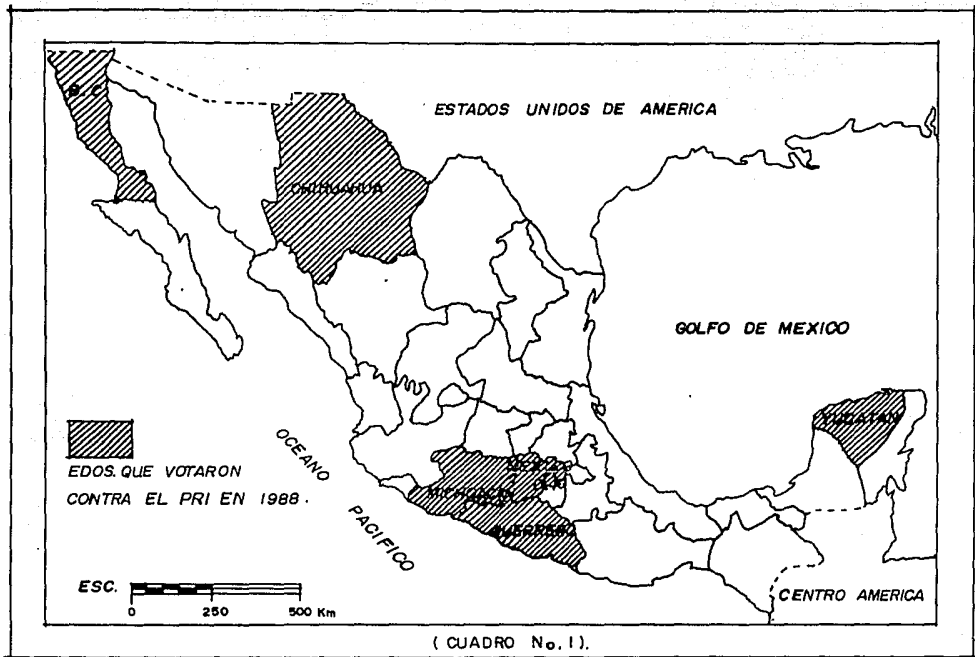 B. C.
ESTADOS UNIDOS DE AMERICA
CHIHUAHUA
GOLFO DE MEXICO
YUCATAN
OCEANO
PACIFICO
MEXICO
MICHOACAN
GUERRERO
EDOS. QUE VOTARON
CONTRA EL PRI EN 1988.
ESC.
0 250 500 Km
CENTRO AMERICA
( CUADRO No. 1).